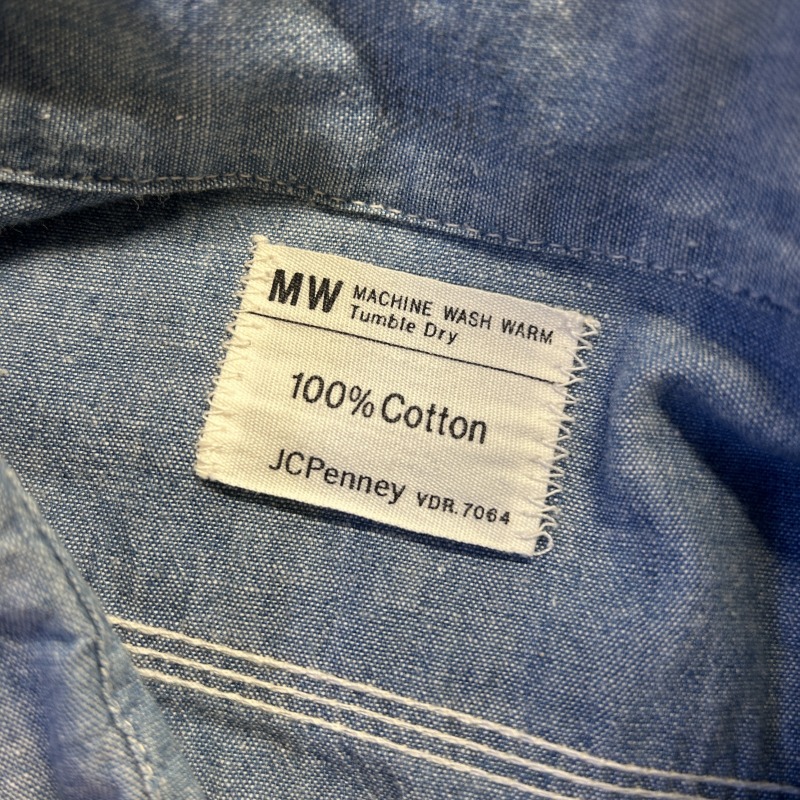 MW MACHINE WASH WARM
Tumble Dry
100% Cotton
JCPenney VDR. 7064